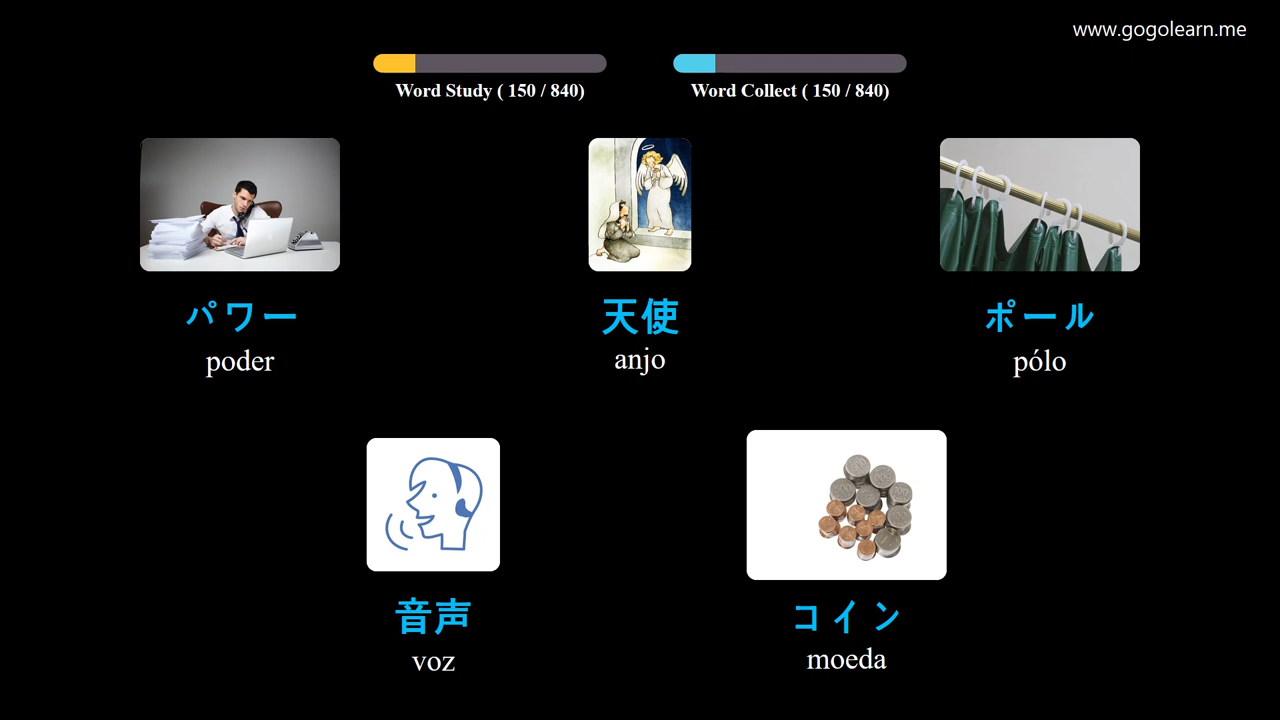 www.gogolearn.me
Word Study ( 150 / 840)
Word Collect ( 150 / 840)
パワー
poder
天使
anjo
ポール
pólo
音声
voz
コイン
moeda